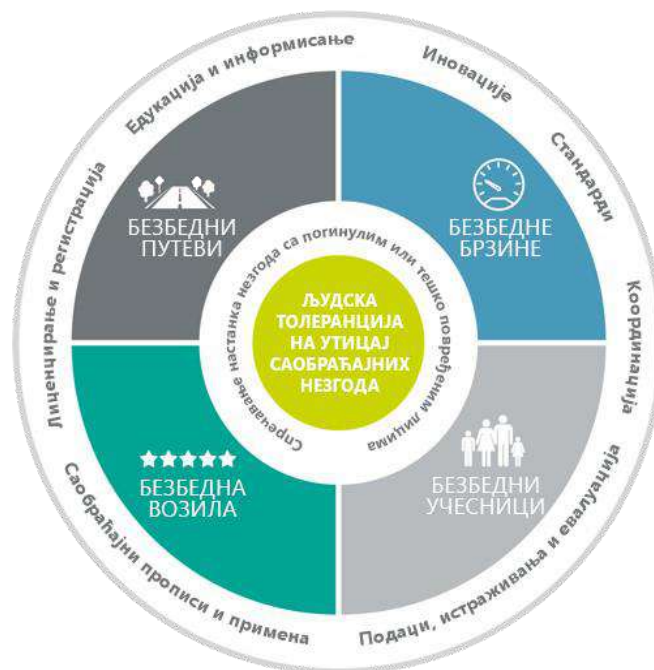 Едукација и информисање
Иновације
Стандарди
Координација
Подаци, истраживања и евалуација
Саобраћајни прописи и примена
Лиценцирање и регистрација
БЕЗБЕДНИ
ПУТЕВИ
БЕЗБЕДНЕ
БРЗИНЕ
Спречавање настанка незгода са погинулим или тешко повређеним лицима
ЉУДСКА
ТОЛЕРАНЦИЈА
НА УТИЦАЈ
САОБРАЋАЈНИХ
НЕЗГОДА
БЕЗБЕДНА
ВОЗИЛА
БЕЗБЕДНИ
УЧЕСНИЦИ